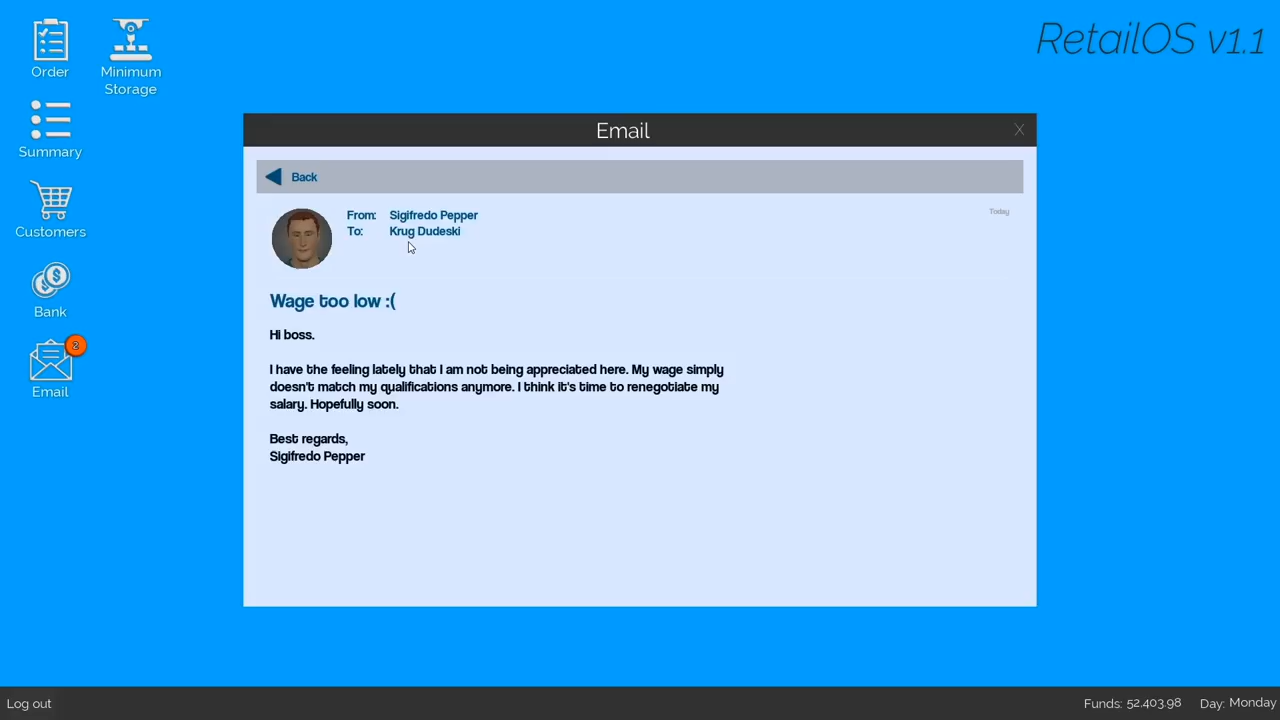 RetailOS v1.1
Order
Minimum
Storage
Summary
Customers
Bank
2
Email
Email
X
Back
From: Sigifredo Pepper
To: Krug Dudeski
Today
Wage too low :(
Hi boss.
I have the feeling lately that I am not being appreciated here. My wage simply
doesn't match my qualifications anymore. I think it's time to renegotiate my
salary. Hopefully soon.
Best regards,
Sigifredo Pepper
Log out
Funds: 52,403.98 Day: Monday